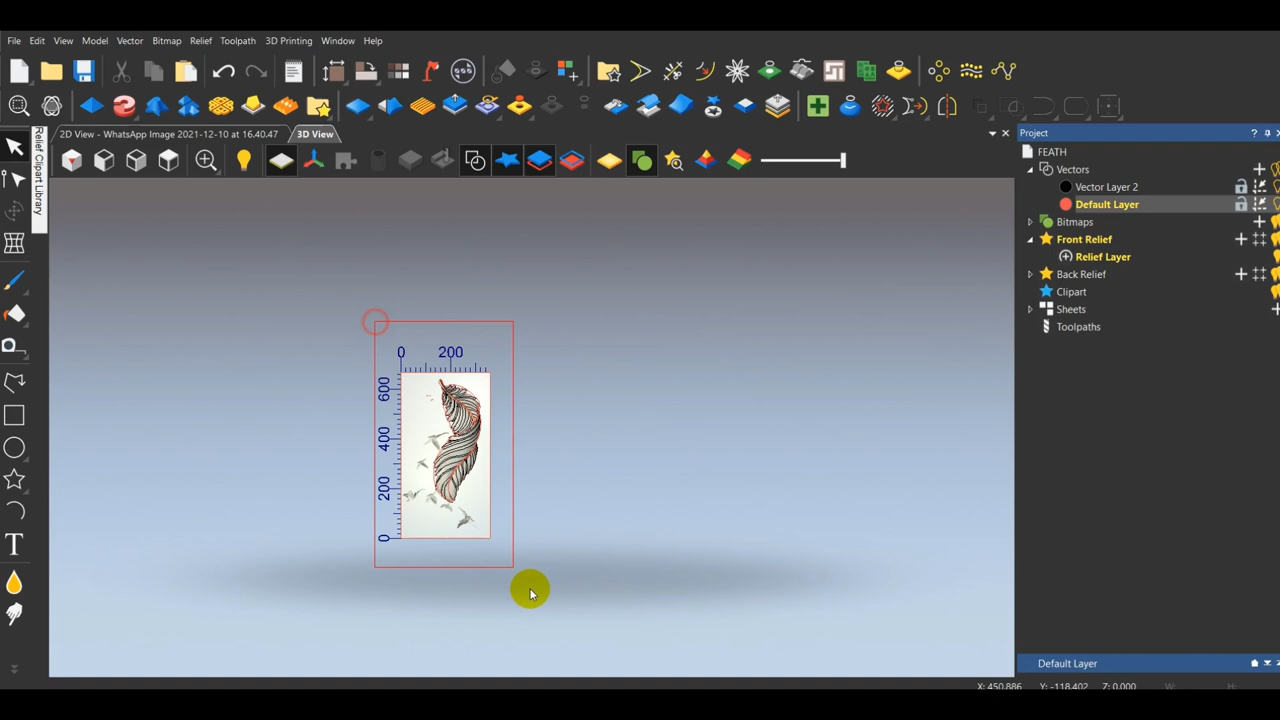 File Edit View Model Vector Bitmap Relief Toolpath 3D Printing Window Help
2D View - WhatsApp Image 2021-12-10 at 16.40.47 3D View
Project
Relief Clipart Library
FEATH
Vectors
Vector Layer 2
Default Layer
Bitmaps
Front Relief
Relief Layer
Back Relief
Clipart
Sheets
Toolpaths
0 200
600
400
200
0
T
Default Layer
X: 450.886 Y: -118.402 Z: 0.000 W: H: